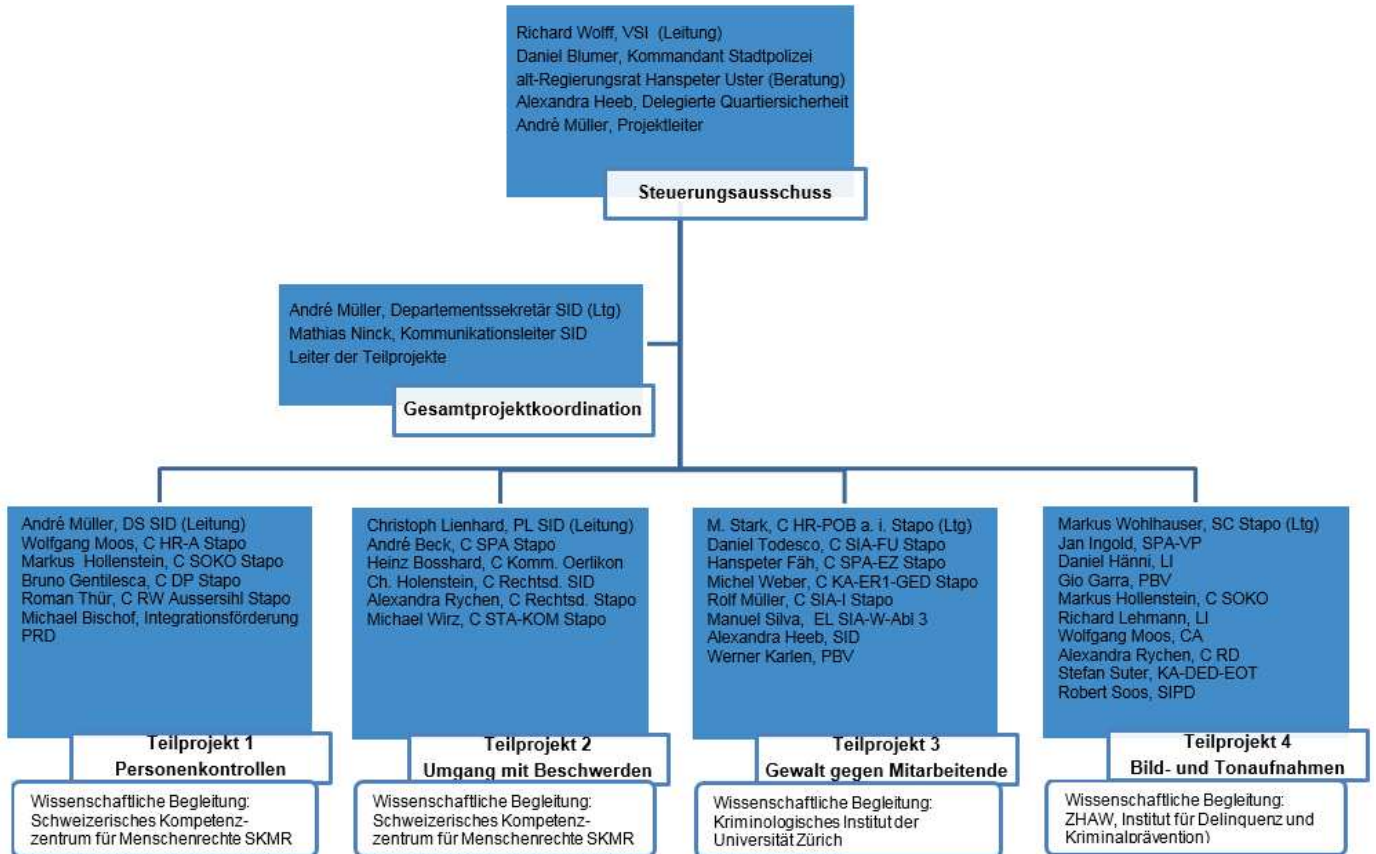 Richard Wolff, VSI (Leitung)
Daniel Blumer, Kommandant Stadtpolizei
alt-Regierungsrat Hanspeter Uster (Beratung)
Alexandra Heeb, Delegierte Quartiersicherheit
André Müller, Projektleiter
Steuerungsausschuss
André Müller, Departementssekretär SID (Ltg)
Mathias Ninck, Kommunikationsleiter SID
Leiter der Teilprojekte
Gesamtprojektkoordination
André Müller, DS SID (Leitung)
Wolfgang Moos, C HR-A Stapo
Markus Hollenstein, C SOKO Stapo
Bruno Gentilesca, C DP Stapo
Roman Thür, C RW Aussersihl Stapo
Michael Bischof, Integrationsförderung
PRD
Teilprojekt 1
Personenkontrollen
Wissenschaftliche Begleitung:
Schweizerisches Kompetenz-
zentrum für Menschenrechte SKMR
Christoph Lienhard, PL SID (Leitung)
André Beck, C SPA Stapo
Heinz Bosshard, C Komm. Oerlikon
Ch. Holenstein, C Rechtsd. SID
Alexandra Rychen, C Rechtsd. Stapo
Michael Wirz, C STA-KOM Stapo
Teilprojekt 2
Umgang mit Beschwerden
Wissenschaftliche Begleitung:
Schweizerisches Kompetenz-
zentrum für Menschenrechte SKMR
M. Stark, C HR-POB a. i. Stapo (Ltg)
Daniel Todesco, C SIA-FU Stapo
Hanspeter Fäh, C SPA-EZ Stapo
Michel Weber, C KA-ER1-GED Stapo
Rolf Müller, C SIA-I Stapo
Manuel Silva, EL SIA-W-Abl 3
Alexandra Heeb, SID
Werner Karlen, PBV
Teilprojekt 3
Gewalt gegen Mitarbeitende
Wissenschaftliche Begleitung:
Kriminologisches Institut der
Universität Zürich
Markus Wohlhauser, SC Stapo (Ltg)
Jan Ingold, SPA-VP
Daniel Hänni, LI
Gio Garra, PBV
Markus Hollenstein, C SOKO
Richard Lehmann, LI
Wolfgang Moos, CA
Alexandra Rychen, C RD
Stefan Suter, KA-DED-EOT
Robert Soos, SIPD
Teilprojekt 4
Bild- und Tonaufnahmen
Wissenschaftliche Begleitung:
ZHAW, Institut für Delinquenz und
Kriminalprävention)